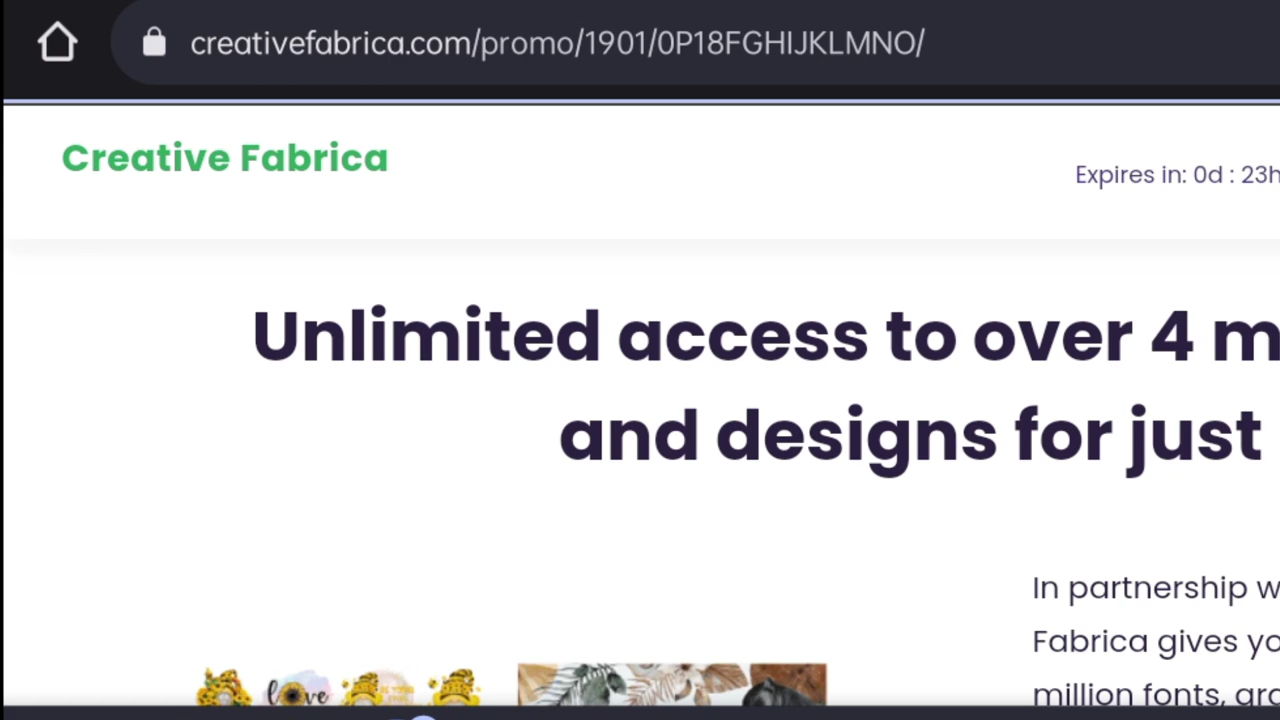 creativefabrica.com/promo/1901/0P18FGHIJKLMNO/
Creative Fabrica
Expires in: 0d : 23h
Unlimited access to over 4 m
and designs for just
In partnership w
Fabrica gives yo
love
million fonts, gra